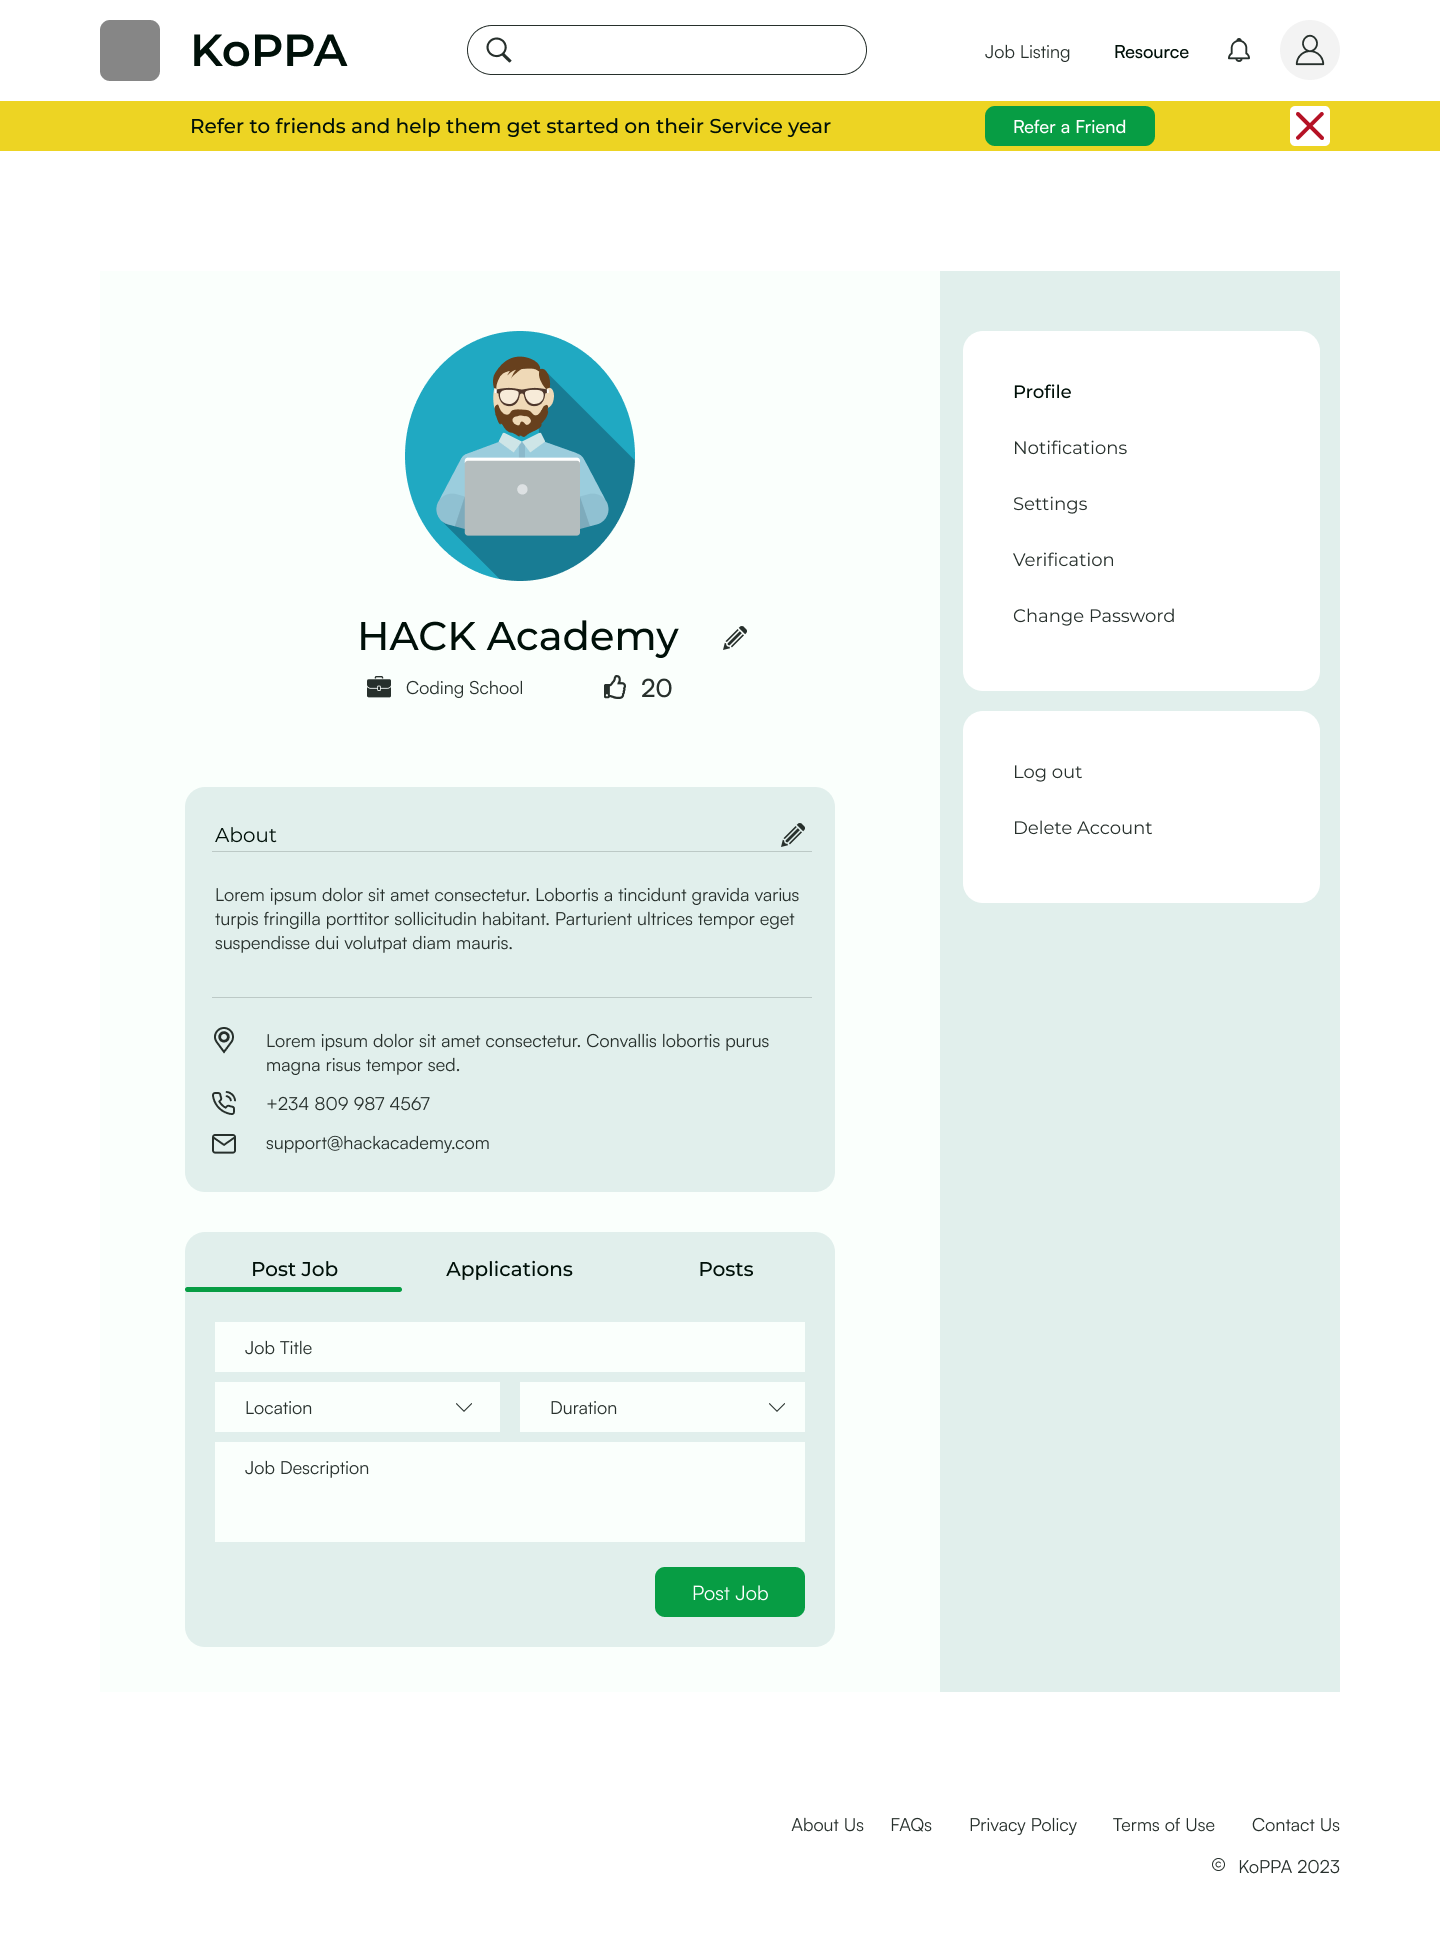 KoPPA
Job Listing
Resource
Refer to friends and help them get started on their Service year
Refer a Friend
HACK Academy
Coding School
20
About
Lorem ipsum dolor sit amet consectetur. Lobortis a tincidunt gravida varius
turpis fringilla porttitor sollicitudin habitant. Parturient ultrices tempor eget
suspendisse dui volutpat diam mauris.
Lorem ipsum dolor sit amet consectetur. Convallis lobortis purus
magna risus tempor sed.
+234 809 987 4567
support@hackacademy.com
Post Job
Applications
Posts
Job Title
Location
Duration
Job Description
Post Job
Profile
Notifications
Settings
Verification
Change Password
Log out
Delete Account
About Us
FAQs
Privacy Policy
Terms of Use
Contact Us
© KoPPA 2023